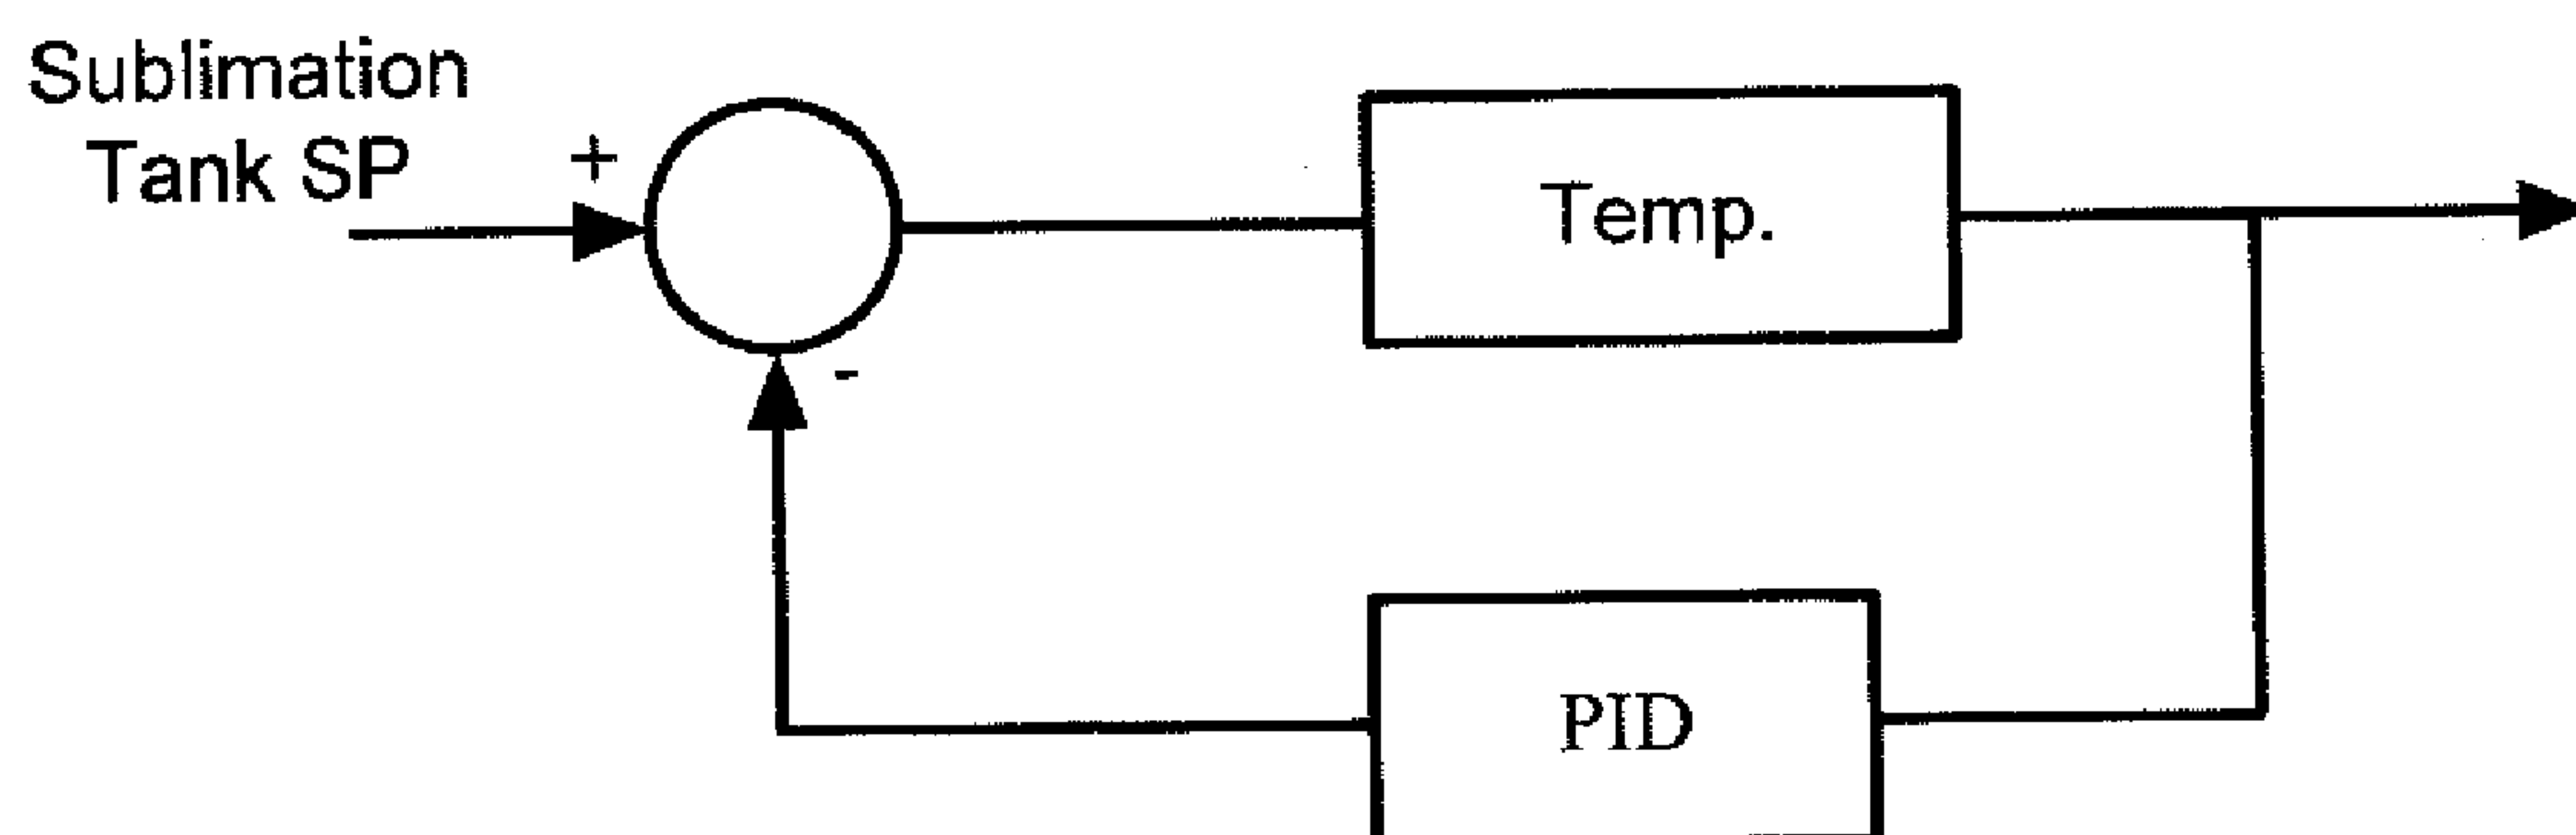 Sublimation
Tank SP
+
Temp.
-
PID